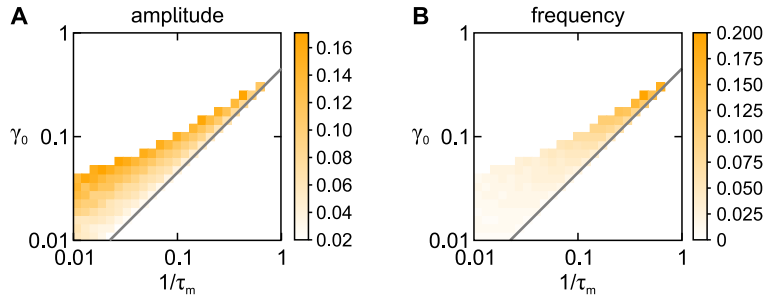 A amplitude
1
0.1
0.01
γ₀
0.01 0.1 1
1/τₘ
0.16
0.14
0.12
0.10
0.08
0.06
0.04
0.02
B frequency
1
0.1
0.01
γ₀
0.01 0.1 1
1/τₘ
0.200
0.175
0.150
0.125
0.100
0.075
0.050
0.025
0